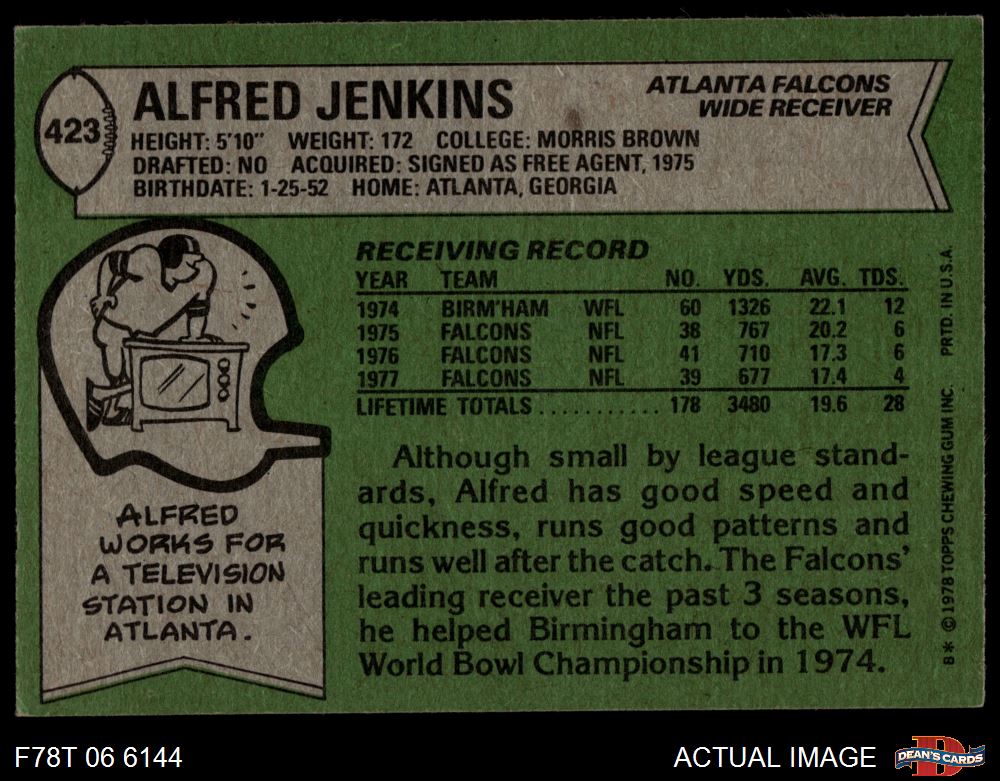 423
ALFRED JENKINS
ATLANTA FALCONS
WIDE RECEIVER
HEIGHT: 5'10" WEIGHT: 172 COLLEGE: MORRIS BROWN
DRAFTED: NO ACQUIRED: SIGNED AS FREE AGENT, 1975
BIRTHDATE: 1-25-52 HOME: ATLANTA, GEORGIA
RECEIVING RECORD
YEAR TEAM NO. YDS. AVG. TDS.
1974 BIRM'HAM WFL 60 1326 22.1 12
1975 FALCONS NFL 38 767 20.2 6
1976 FALCONS NFL 41 710 17.3 6
1977 FALCONS NFL 39 677 17.4 4
LIFETIME TOTALS........... 178 3480 19.6 28
Although small by league stand-
ards, Alfred has good speed and
quickness, runs good patterns and
runs well after the catch. The Falcons'
leading receiver the past 3 seasons,
he helped Birmingham to the WFL
World Bowl Championship in 1974.
ALFRED
WORKS FOR
A TELEVISION
STATION IN
ATLANTA.
8* ©1978 TOPPS CHEWING GUM INC. PRTD. IN U.S.A.
F78T 06 6144
ACTUAL IMAGE
D
DEAN'S CARDS